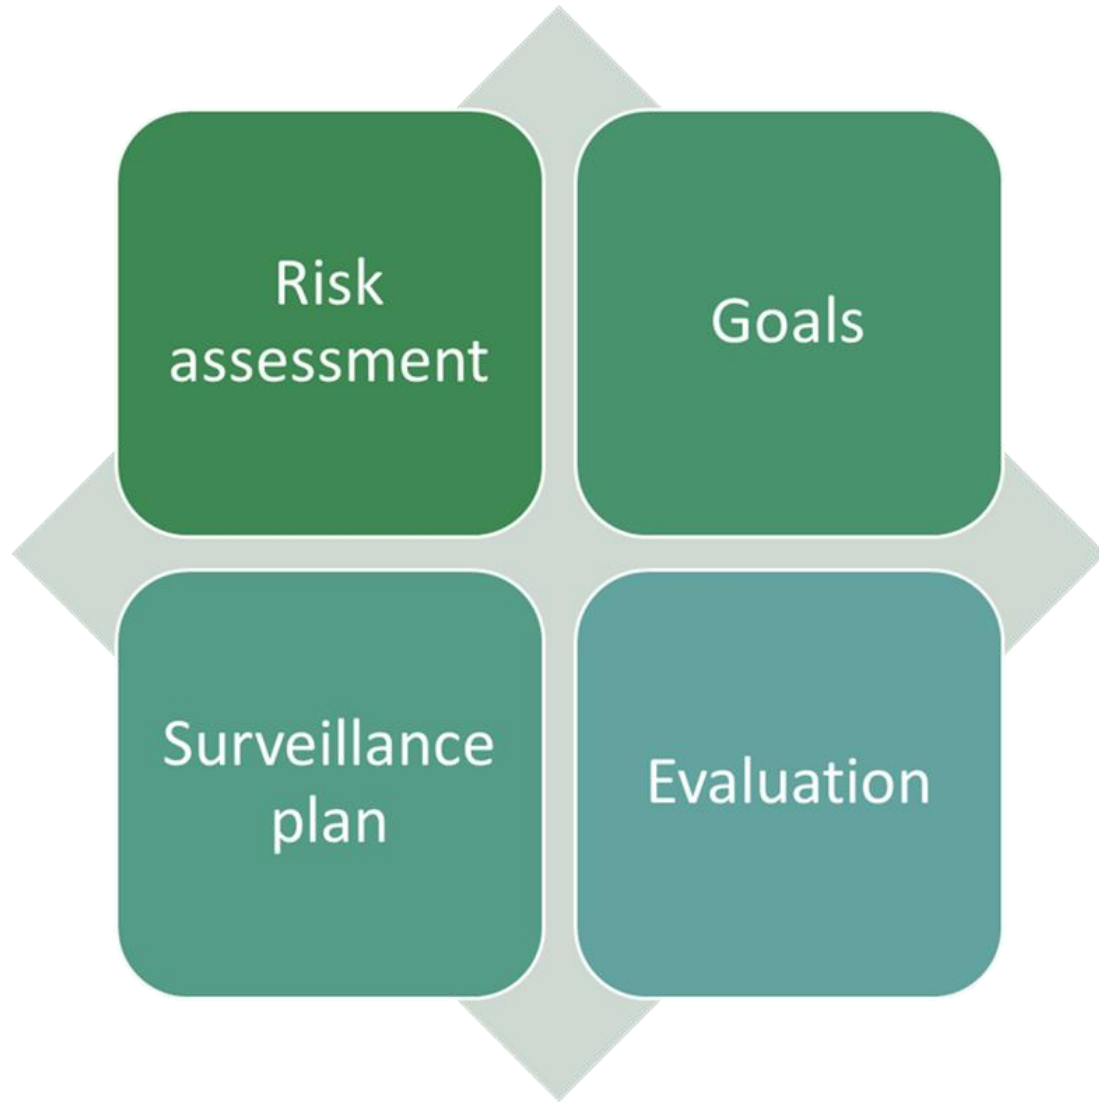 Risk
assessment
Goals
Surveillance
plan
Evaluation